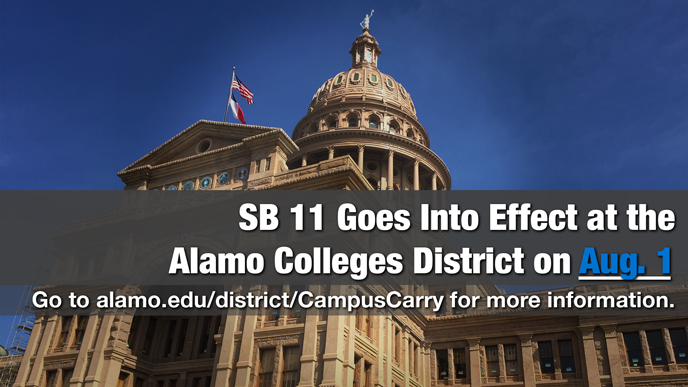 SB 11 Goes Into Effect at the
Alamo Colleges District on Aug. 1
Go to alamo.edu/district/CampusCarry for more information.